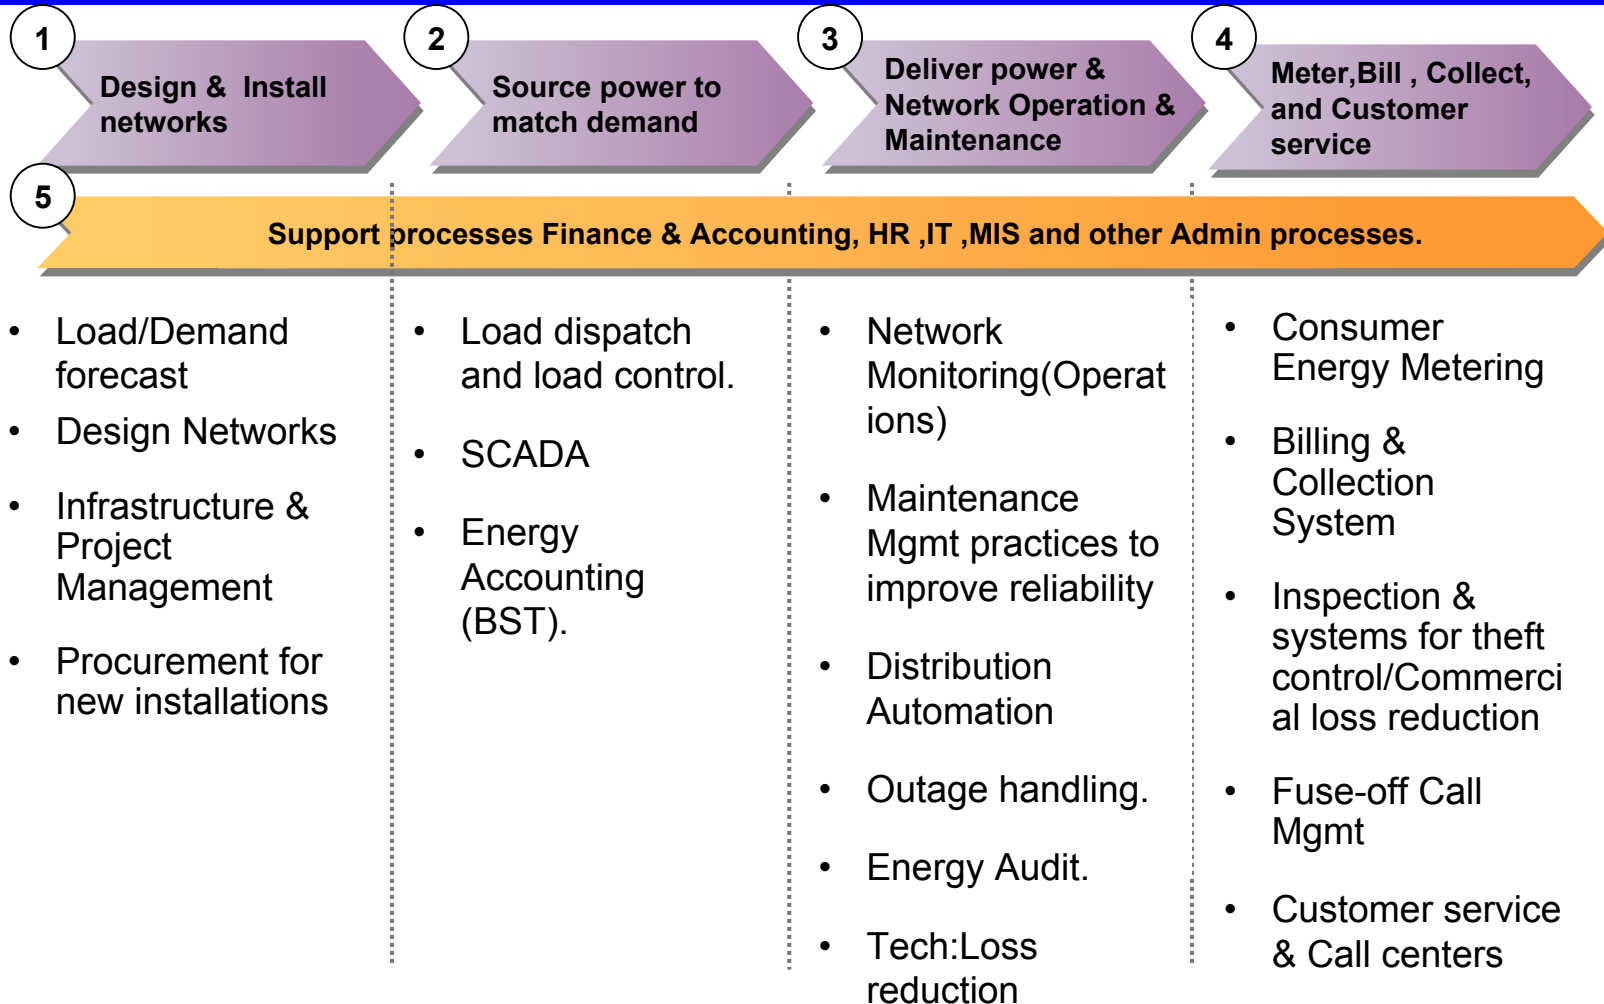 1
Design & Install
networks
2
Source power to
match demand
3
Deliver power &
Network Operation &
Maintenance
4
Meter,Bill , Collect,
and Customer
service
5
Support processes Finance & Accounting, HR ,IT ,MIS and other Admin processes.
• Load/Demand
forecast
• Design Networks
• Infrastructure &
Project
Management
• Procurement for
new installations
• Load dispatch
and load control.
• SCADA
• Energy
Accounting
(BST).
• Network
Monitoring(Operat
ions)
• Maintenance
Mgmt practices to
improve reliability
• Distribution
Automation
• Outage handling.
• Energy Audit.
• Tech:Loss
reduction
• Consumer
Energy Metering
• Billing &
Collection
System
• Inspection &
systems for theft
control/Commerci
al loss reduction
• Fuse-off Call
Mgmt
• Customer service
& Call centers